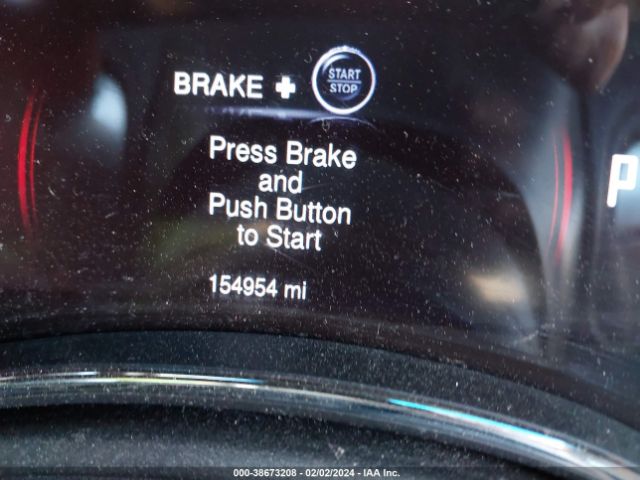 BRAKE + START
STOP
Press Brake
and
Push Button
to Start
154954 mi
P
000-38673208 - 02/02/2024 - IAA Inc.